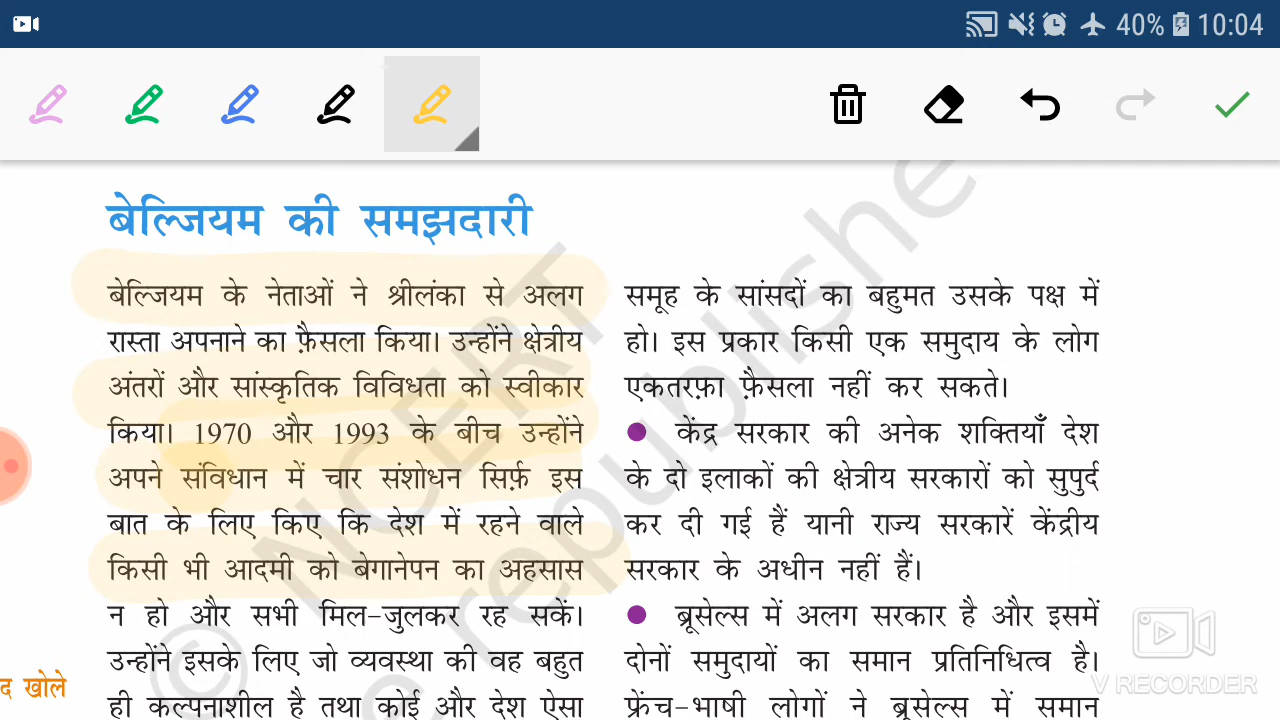 40% 10:04
बेल्जियम की समझदारी
बेल्जियम के नेताओं ने श्रीलंका से अलग
रास्ता अपनाने का फ़ैसला किया। उन्होंने क्षेत्रीय
अंतरों और सांस्कृतिक विविधता को स्वीकार
किया। 1970 और 1993 के बीच उन्होंने
अपने संविधान में चार संशोधन सिर्फ़ इस
बात के लिए किए कि देश में रहने वाले
किसी भी आदमी को बेगानेपन का अहसास
न हो और सभी मिल-जुलकर रह सकें।
उन्होंने इसके लिए जो व्यवस्था की वह बहुत
ही कल्पनाशील है तथा कोई और देश ऐसा
समूह के सांसदों का बहुमत उसके पक्ष में
हो। इस प्रकार किसी एक समुदाय के लोग
एकतरफ़ा फ़ैसला नहीं कर सकते।
● केंद्र सरकार की अनेक शक्तियाँ देश
के दो इलाकों की क्षेत्रीय सरकारों को सुपुर्द
कर दी गई हैं यानी राज्य सरकारें केंद्रीय
सरकार के अधीन नहीं हैं।
● ब्रूसेल्स में अलग सरकार है और इसमें
दोनों समुदायों का समान प्रतिनिधित्व है।
फ्रेंच-भाषी लोगों ने ब्रूसेल्स में समान
द खोले
© NCERT
e republishe
V RECORDER